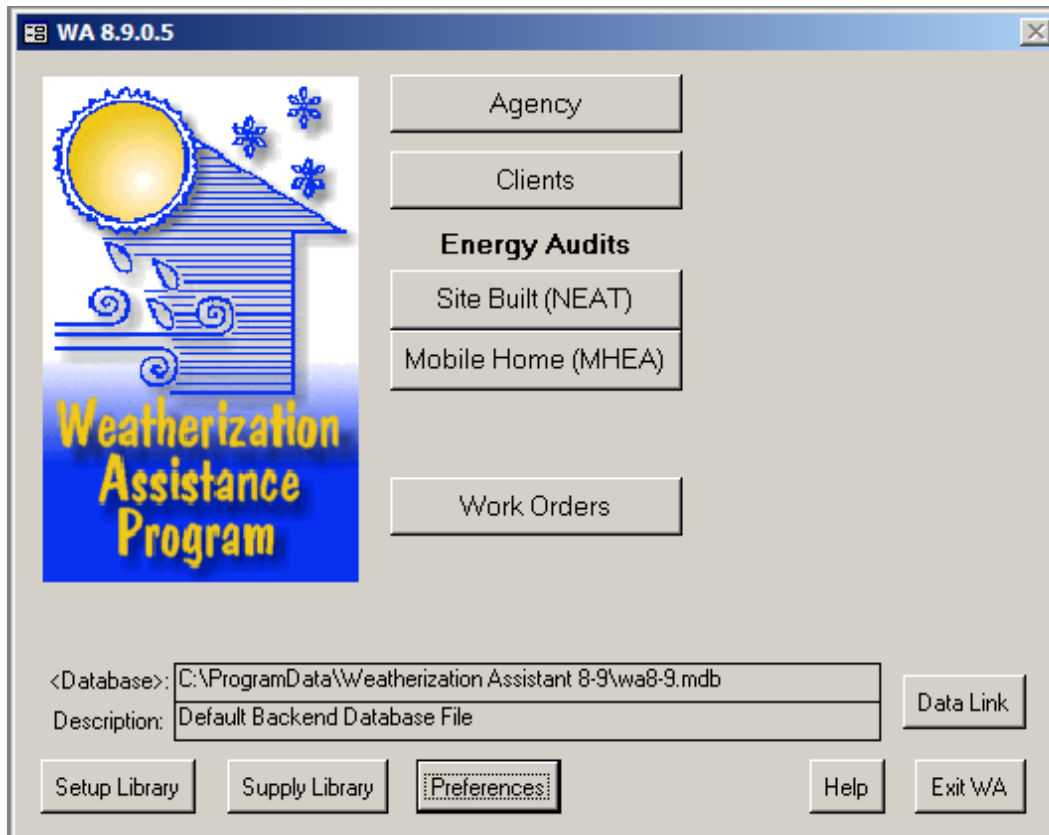 WA 8.9.0.5
Weatherization
Assistance
Program
Agency
Clients
Energy Audits
Site Built (NEAT)
Mobile Home (MHEA)
Work Orders
<Database>: C:\ProgramData\Weatherization Assistant 8-9\wa8-9.mdb
Description: Default Backend Database File
Data Link
Setup Library Supply Library Preferences Help Exit WA